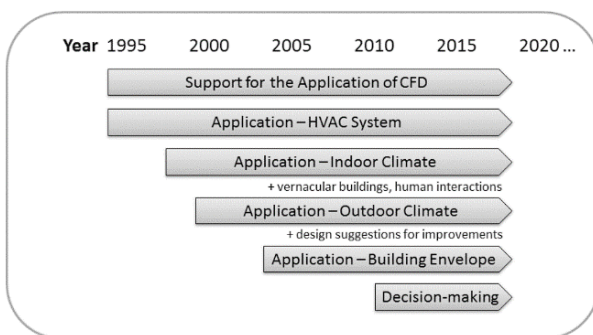 Year 1995 2000 2005 2010 2015 2020 ...
Support for the Application of CFD
Application – HVAC System
Application – Indoor Climate
+ vernacular buildings, human interactions
Application – Outdoor Climate
+ design suggestions for improvements
Application – Building Envelope
Decision-making